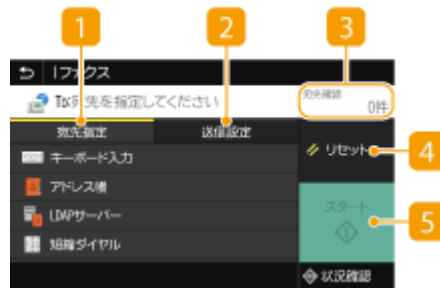 1
2
3
Iファクス
To:宛先を指定してください
宛先確認
0件
宛先指定
送信設定
キーボード入力
アドレス帳
LDAPサーバー
短縮ダイヤル
リセット
4
スタート
5
状況確認